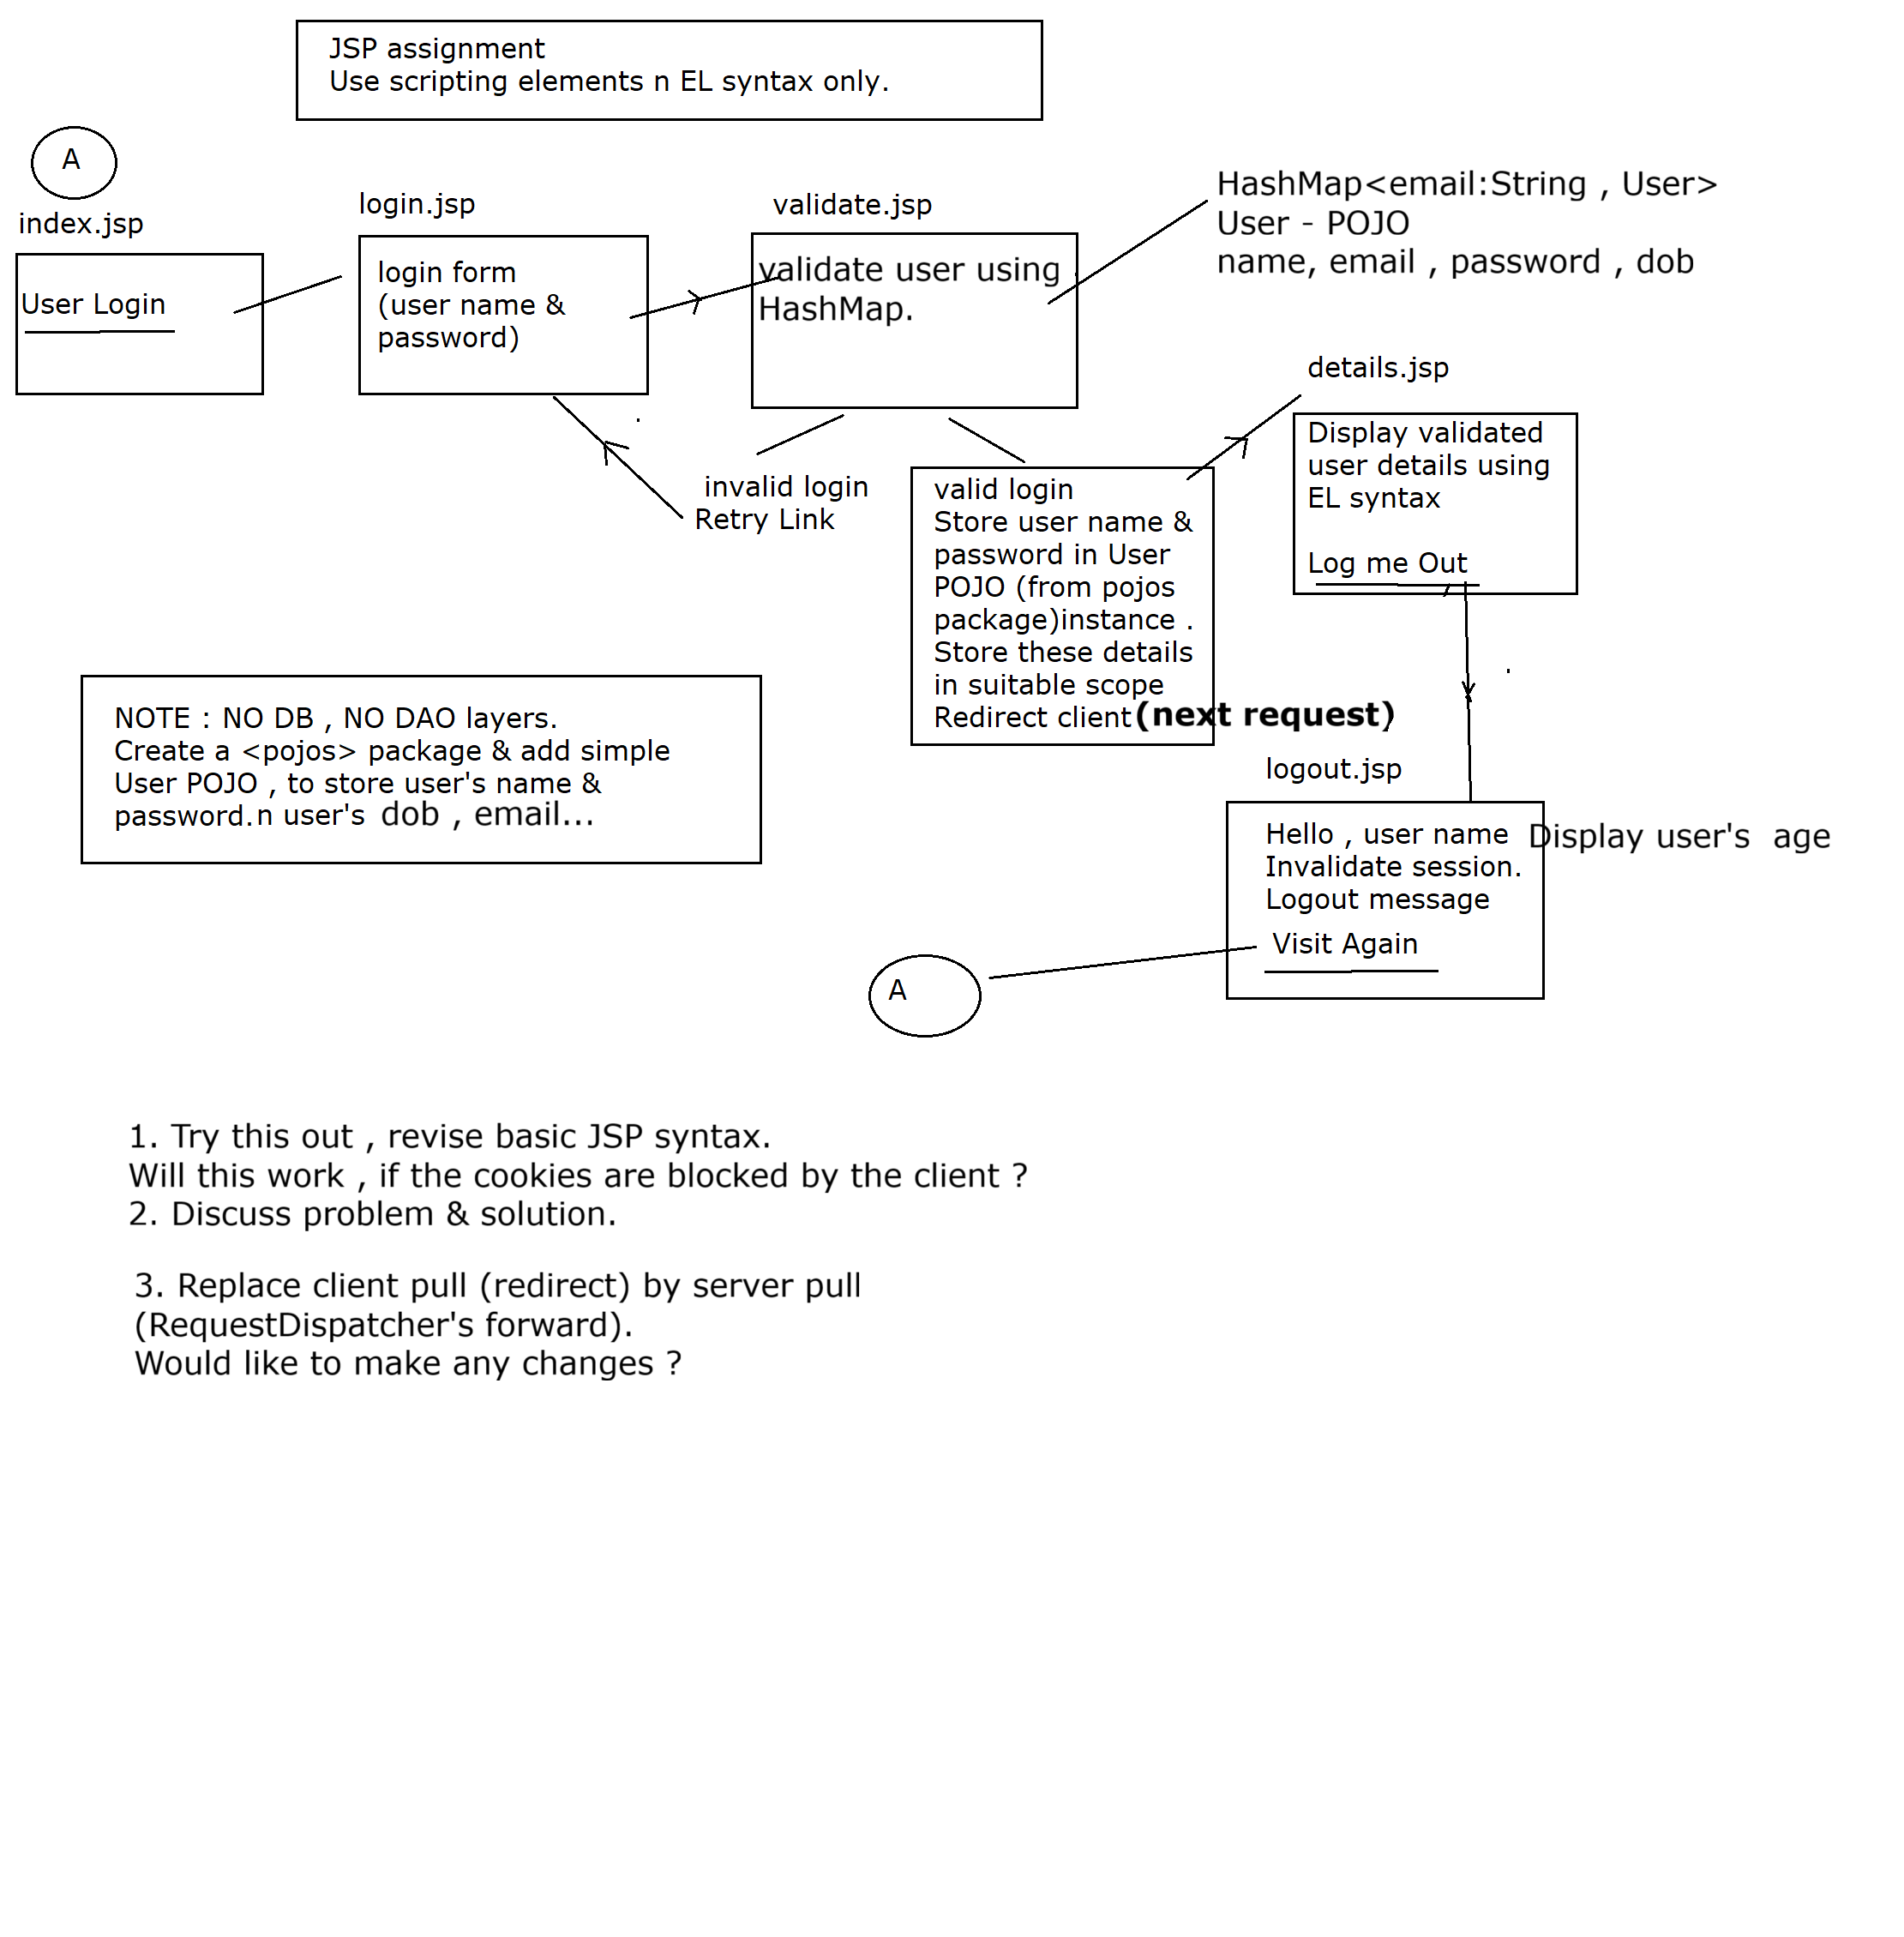 JSP assignment
Use scripting elements n EL syntax only.
A
index.jsp
User Login
login.jsp
login form
(user name &
password)
validate.jsp
validate user using
HashMap.
HashMap<email:String , User>
User - POJO
name, email , password , dob
invalid login
Retry Link
valid login
Store user name &
password in User
POJO (from pojos
package)instance .
Store these details
in suitable scope
Redirect client(next request)
details.jsp
Display validated
user details using
EL syntax
Log me Out
NOTE : NO DB , NO DAO layers.
Create a <pojos> package & add simple
User POJO , to store user's name &
password.n user's dob , email...
logout.jsp
Hello , user name Display user's age
Invalidate session.
Logout message
Visit Again
A
1. Try this out , revise basic JSP syntax.
Will this work , if the cookies are blocked by the client ?
2. Discuss problem & solution.
3. Replace client pull (redirect) by server pull
(RequestDispatcher's forward).
Would like to make any changes ?